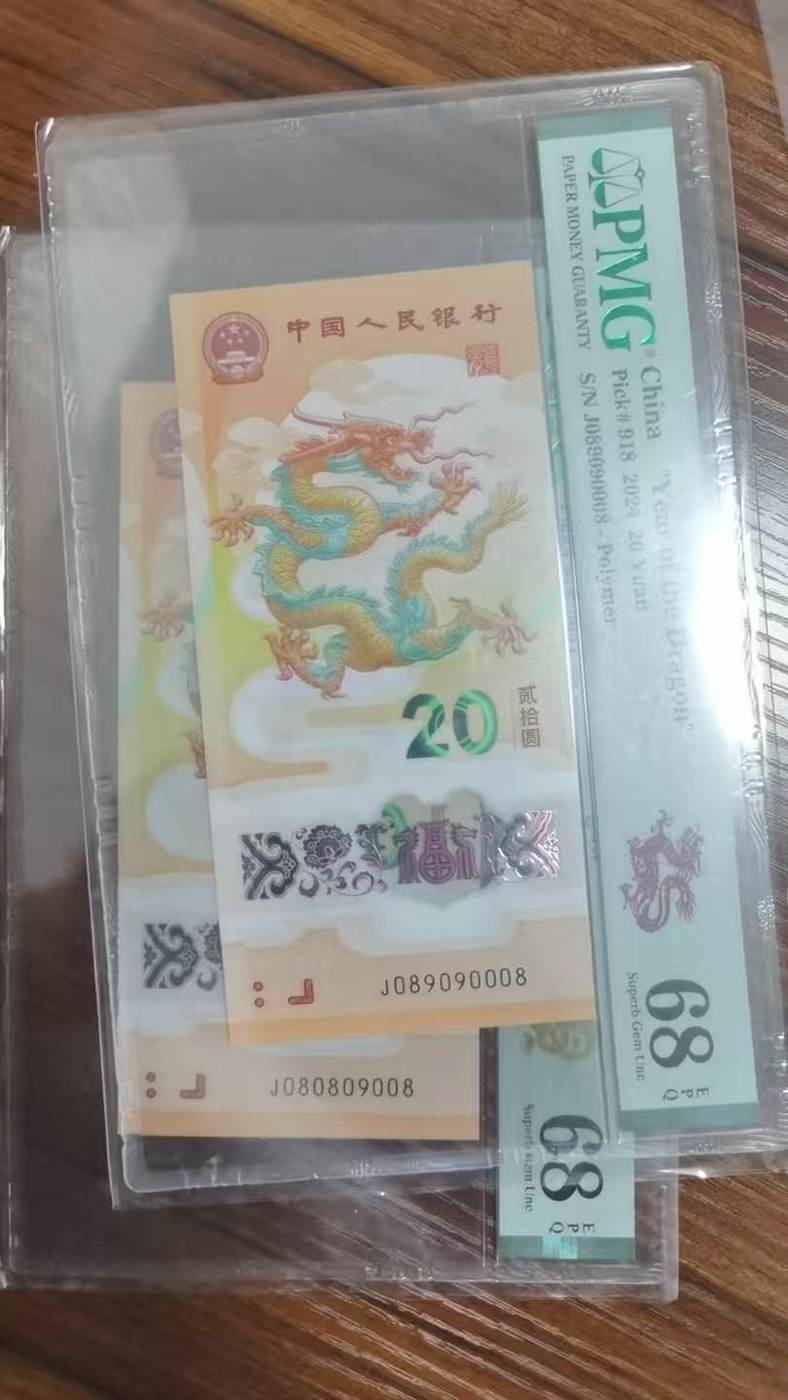 中国人民银行
龍
20
贰拾圆
J089090008
J080809008
PMG
PAPER MONEY GUARANTY
China "Year of the Dragon"
Pick# 918 2024 20 Yuan
S/N J089090008 - Polymer
68 EPQ
Superb Gem Unc
68 EPQ
Superb Gem Unc